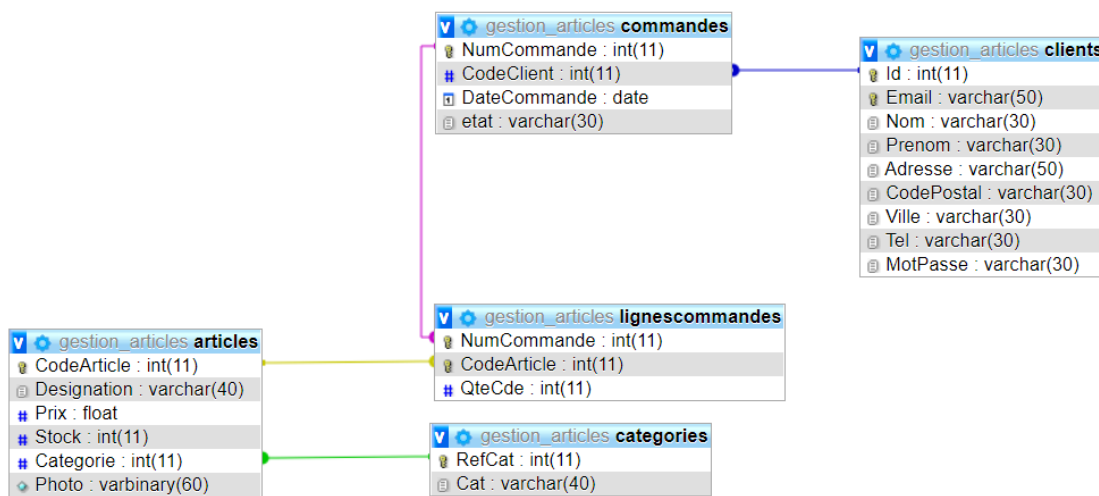 gestion_articles commandes
NumCommande : int(11)
CodeClient : int(11)
DateCommande : date
etat : varchar(30)
gestion_articles clients
Id : int(11)
Email : varchar(50)
Nom : varchar(30)
Prenom : varchar(30)
Adresse : varchar(50)
CodePostal : varchar(30)
Ville : varchar(30)
Tel : varchar(30)
MotPasse : varchar(30)
gestion_articles lignescommandes
NumCommande : int(11)
CodeArticle : int(11)
QteCde : int(11)
gestion_articles articles
CodeArticle : int(11)
Designation : varchar(40)
Prix : float
Stock : int(11)
Categorie : int(11)
Photo : varbinary(60)
gestion_articles categories
RefCat : int(11)
Cat : varchar(40)